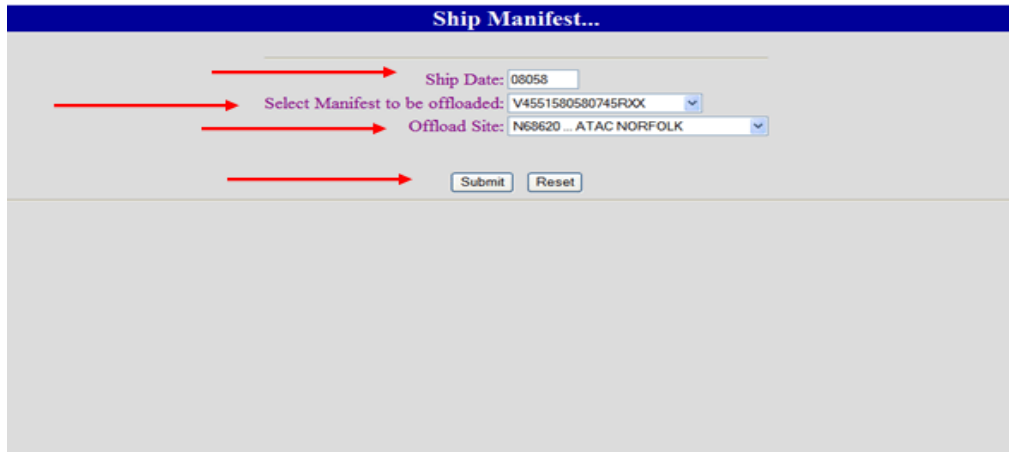 Ship Manifest...
Ship Date: 08058
Select Manifest to be offloaded: V4551580580745RXX
Offload Site: N68620 ... ATAC NORFOLK
Submit Reset